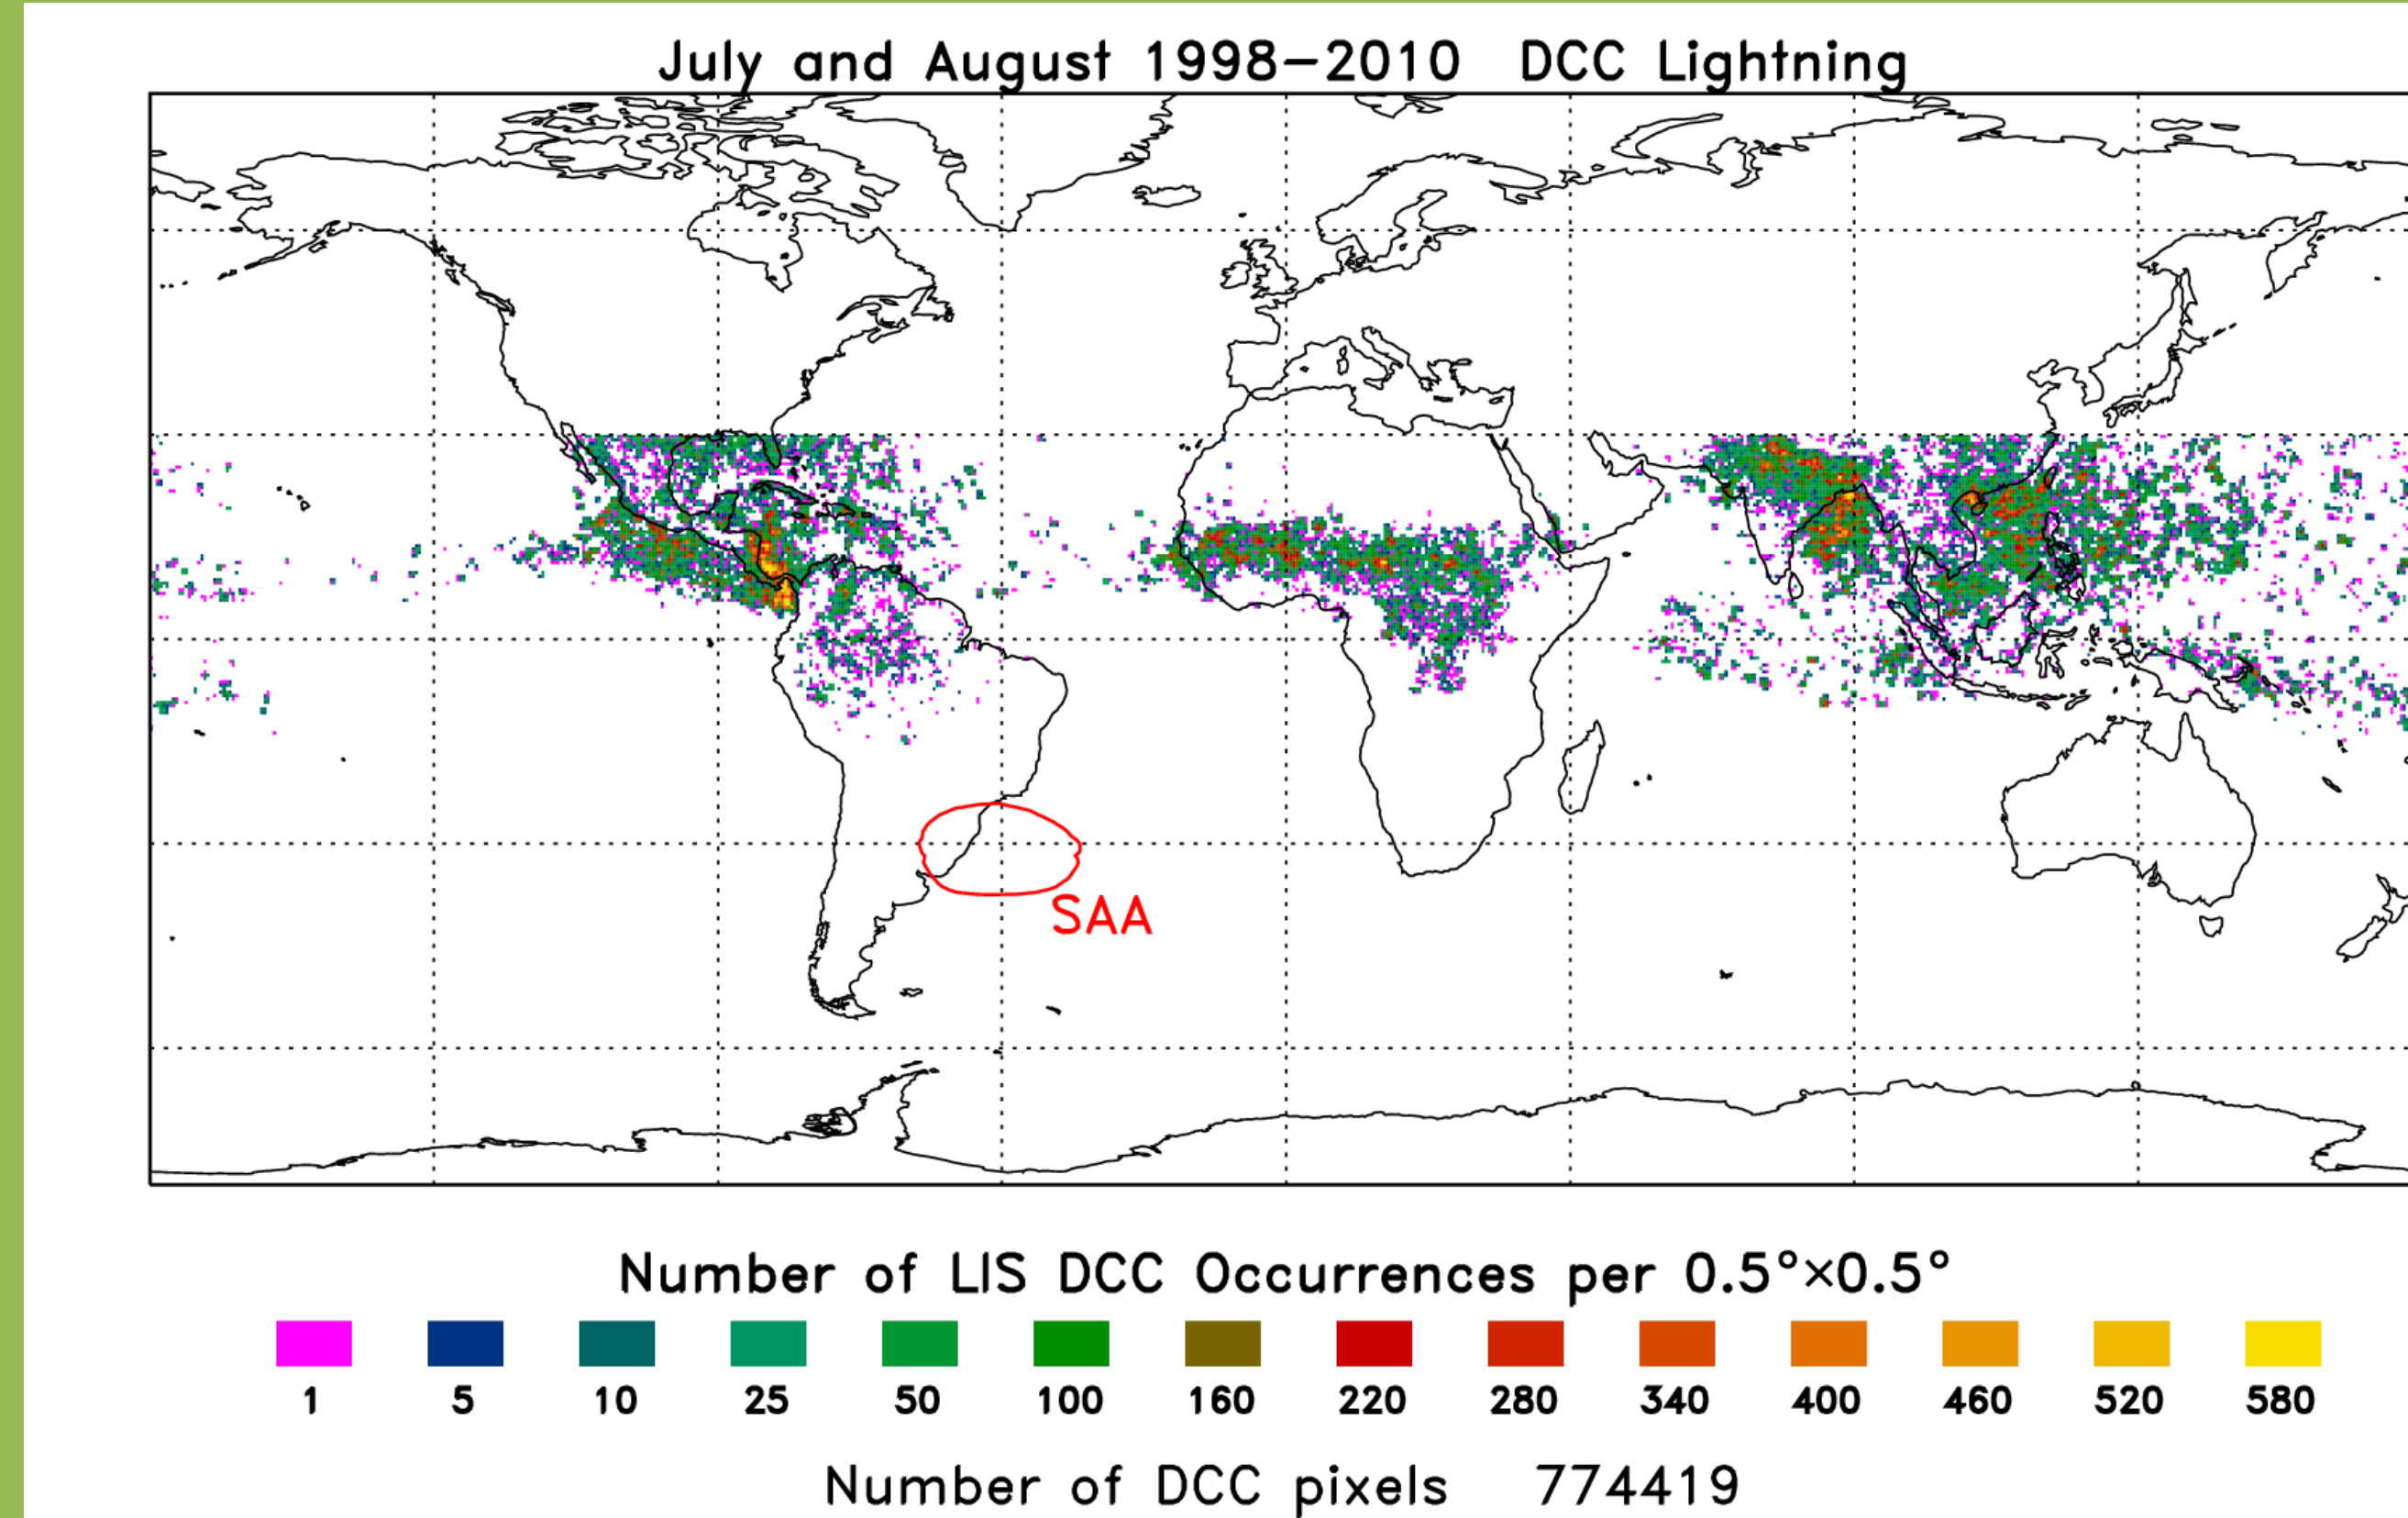 July and August 1998-2010 DCC Lightning
SAA
Number of LIS DCC Occurrences per 0.5°×0.5°
1 5 10 25 50 100 160 220 280 340 400 460 520 580
Number of DCC pixels 774419